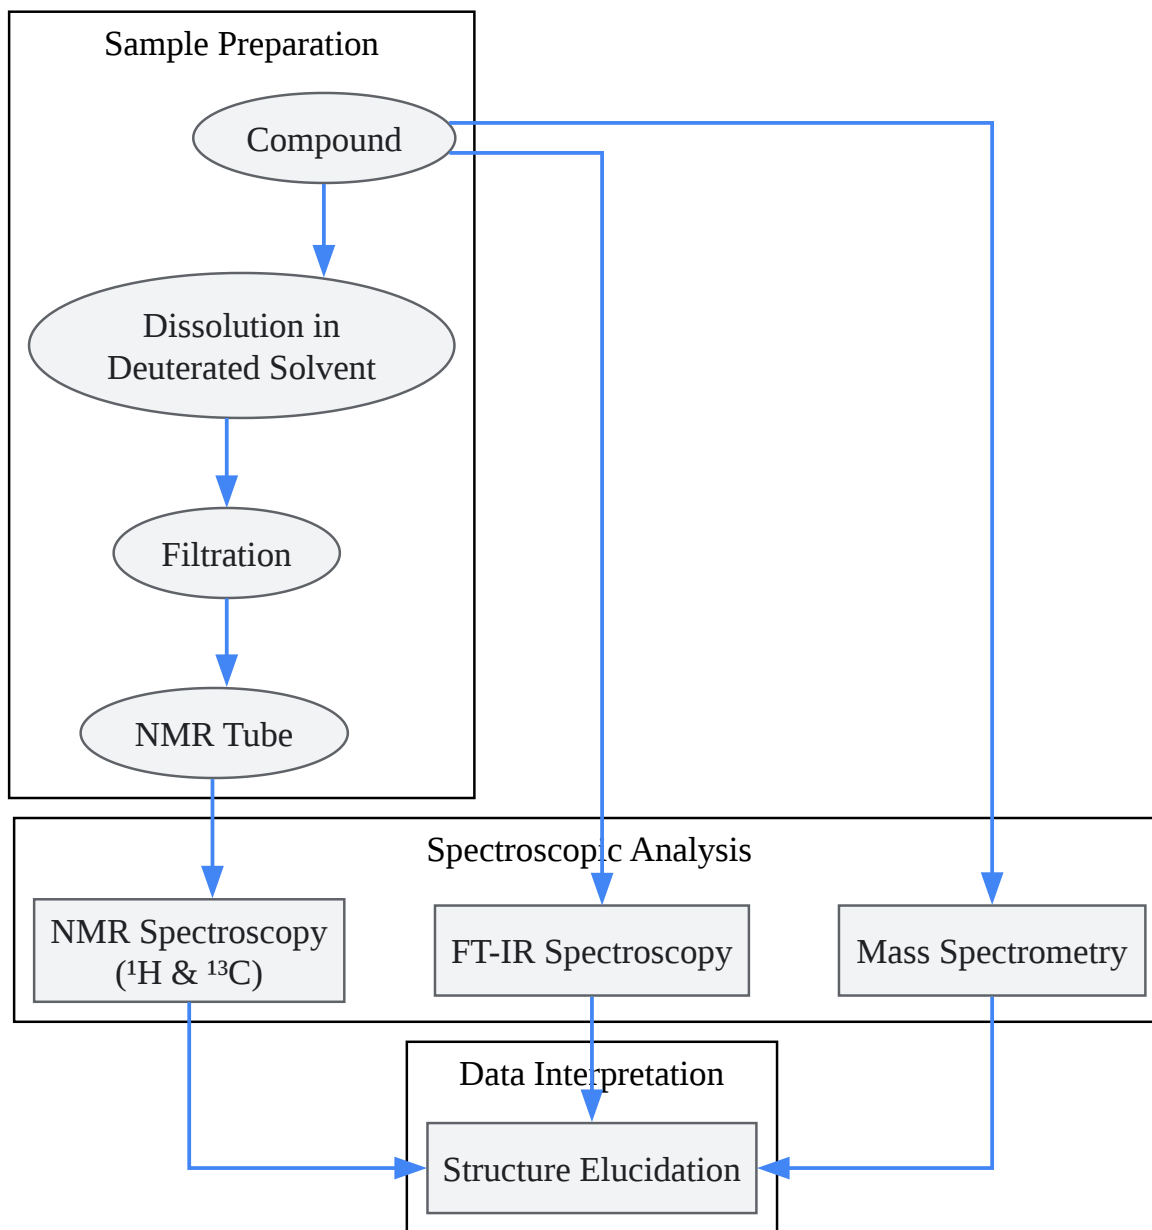 Sample Preparation
Compound
Dissolution in
Deuterated Solvent
Filtration
NMR Tube
Spectroscopic Analysis
NMR Spectroscopy
(¹H & ¹³C)
FT-IR Spectroscopy
Mass Spectrometry
Data Interpretation
Structure Elucidation